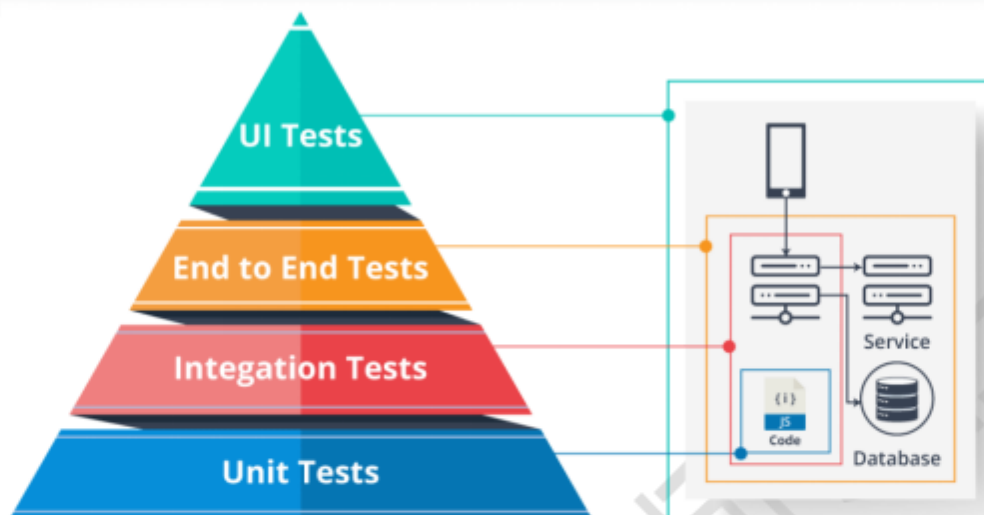 UI Tests
End to End Tests
Integation Tests
Unit Tests
Service
{i}
JS
Code
Database